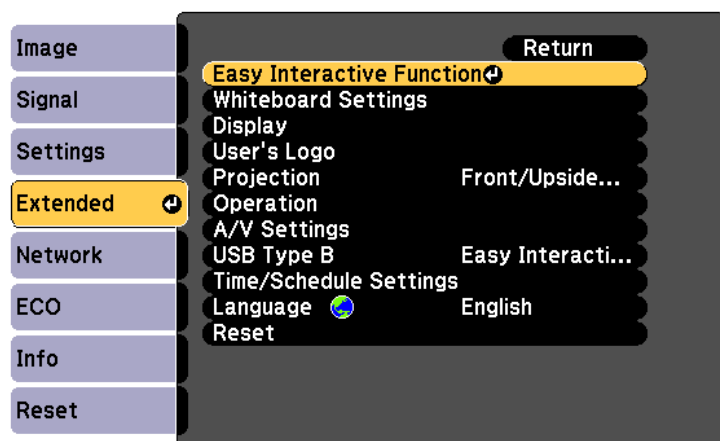 Image
Signal
Settings
Extended
Network
ECO
Info
Reset
Return
Easy Interactive Function
Whiteboard Settings
Display
User's Logo
Projection Front/Upside...
Operation
A/V Settings
USB Type B Easy Interacti...
Time/Schedule Settings
Language English
Reset